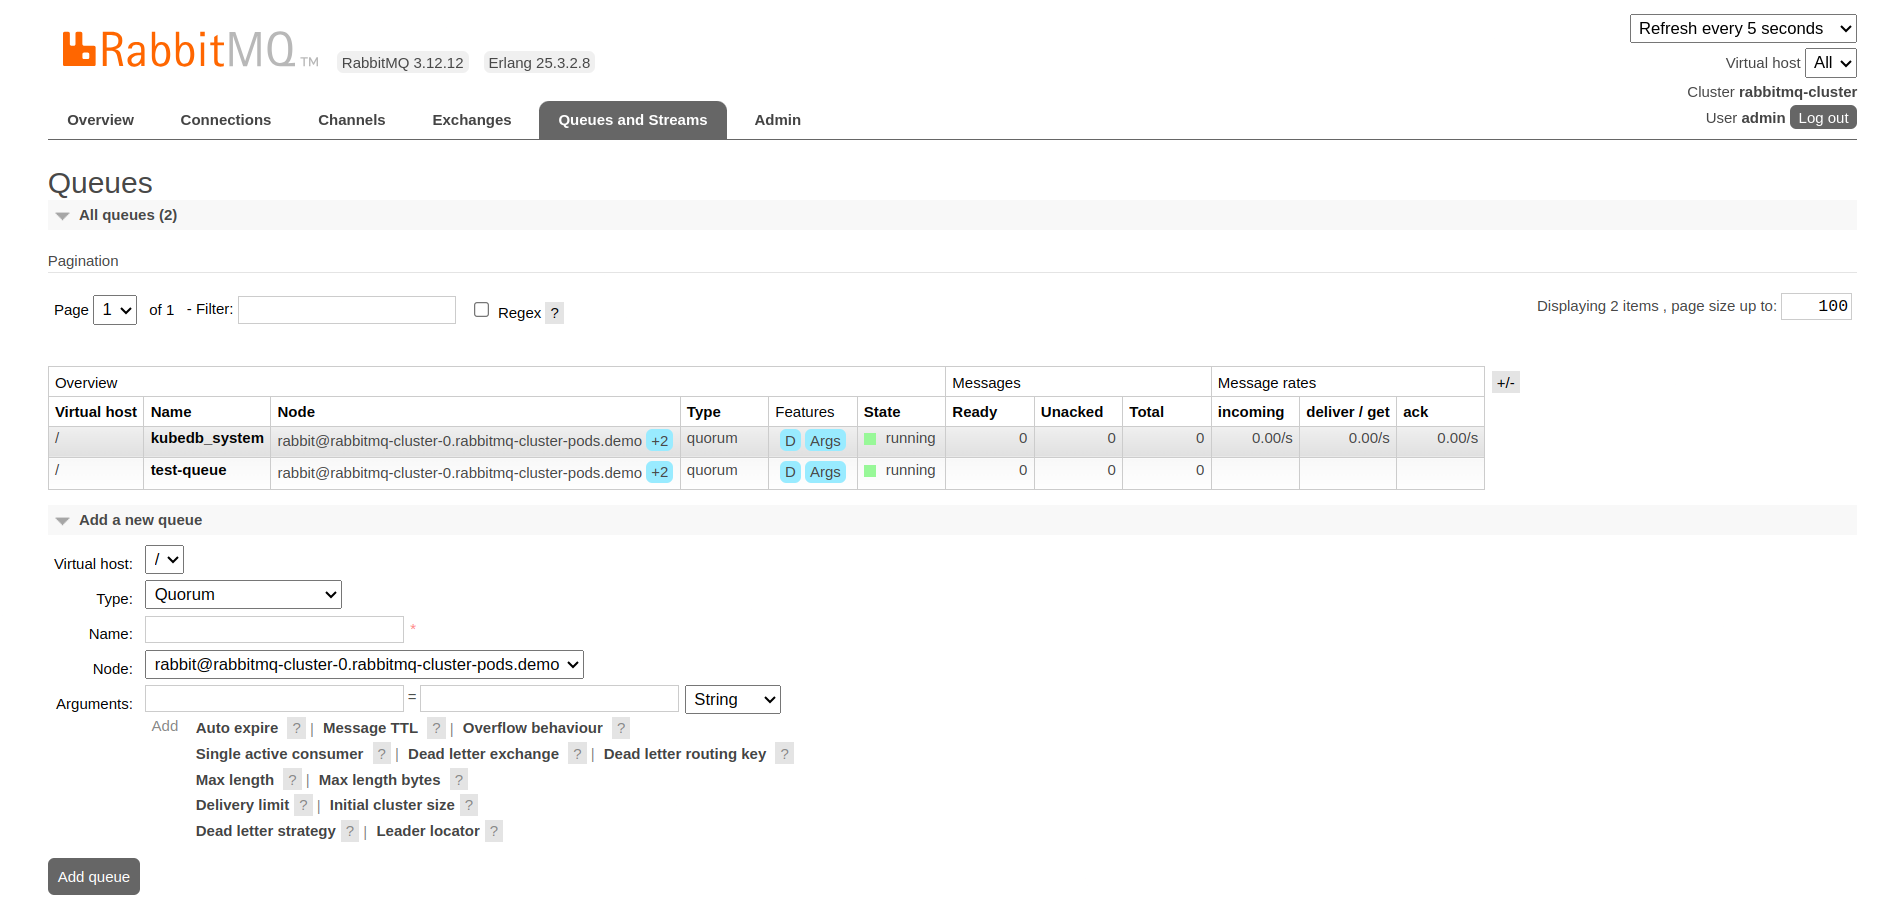 RabbitMQ TM RabbitMQ 3.12.12 Erlang 25.3.2.8
Refresh every 5 seconds
Virtual host All
Cluster rabbitmq-cluster
User admin Log out
Overview Connections Channels Exchanges Queues and Streams Admin
Queues
All queues (2)
Pagination
Page 1 of 1 - Filter: Regex ? Displaying 2 items , page size up to: 100
Overview Messages Message rates +/-
Virtual host Name Node Type Features State Ready Unacked Total incoming deliver / get ack
/ kubedb_system rabbit@rabbitmq-cluster-0.rabbitmq-cluster-pods.demo +2 quorum D Args running 0 0 0 0.00/s 0.00/s 0.00/s
/ test-queue rabbit@rabbitmq-cluster-0.rabbitmq-cluster-pods.demo +2 quorum D Args running 0 0 0
Add a new queue
Virtual host: /
Type: Quorum
Name: *
Node: rabbit@rabbitmq-cluster-0.rabbitmq-cluster-pods.demo
Arguments: = String
Add Auto expire ? | Message TTL ? | Overflow behaviour ?
Single active consumer ? | Dead letter exchange ? | Dead letter routing key ?
Max length ? | Max length bytes ?
Delivery limit ? | Initial cluster size ?
Dead letter strategy ? | Leader locator ?
Add queue